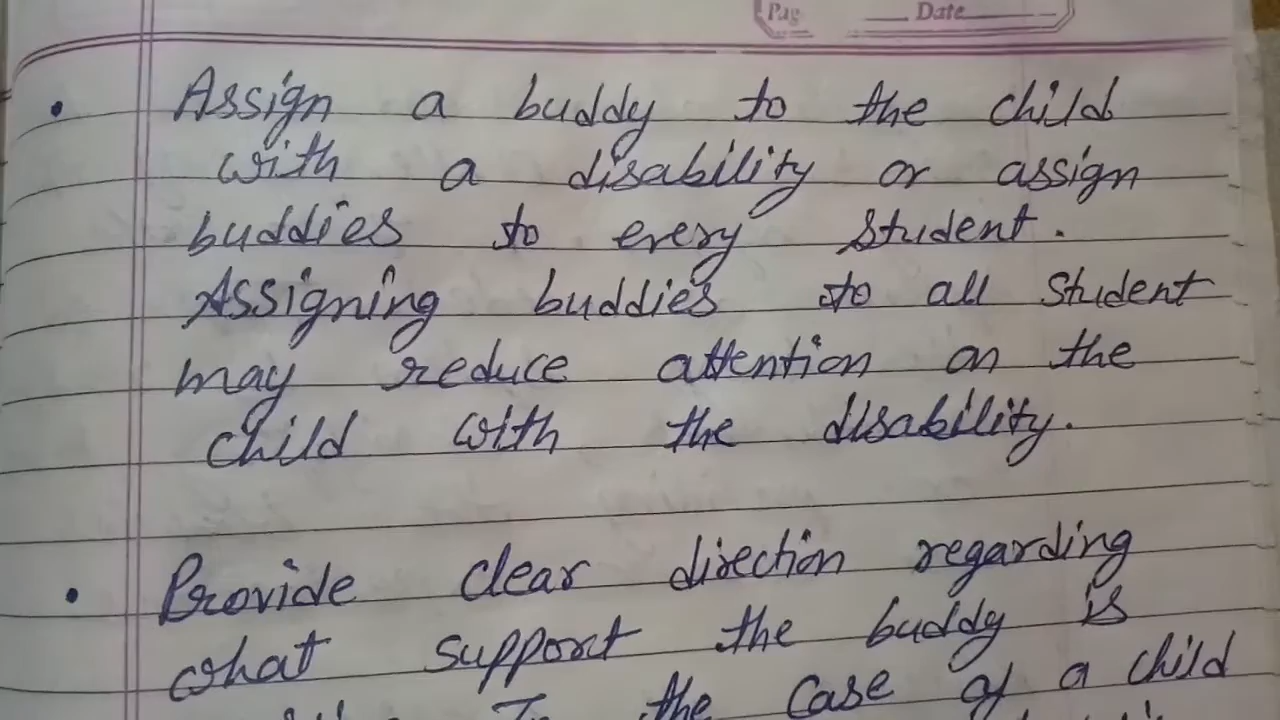 Pag Date
Assign a buddy to the child
with a disability or assign
buddies to every student.
Assigning buddies to all student
may reduce attention on the
child with the disability.
Provide clear direction regarding
what support the buddy is
In the case of a child